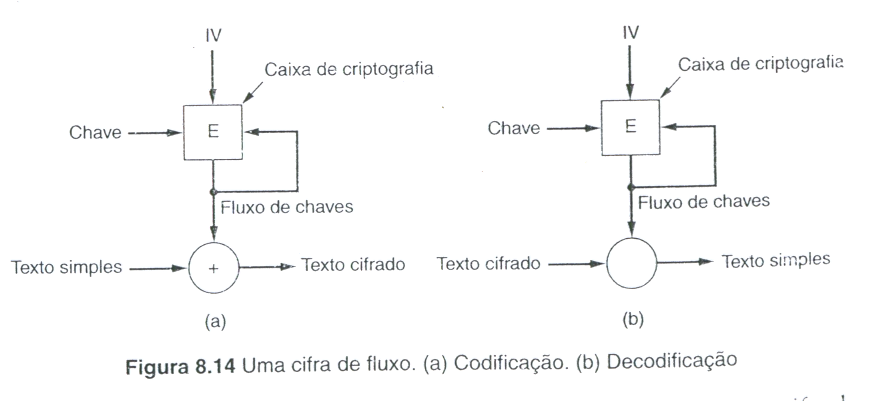 IV
Caixa de criptografia
Chave
E
Fluxo de chaves
Texto simples
+
Texto cifrado
(a)
IV
Caixa de criptografia
Chave
E
Fluxo de chaves
Texto cifrado
Texto simples
(b)
Figura 8.14 Uma cifra de fluxo. (a) Codificação. (b) Decodificação